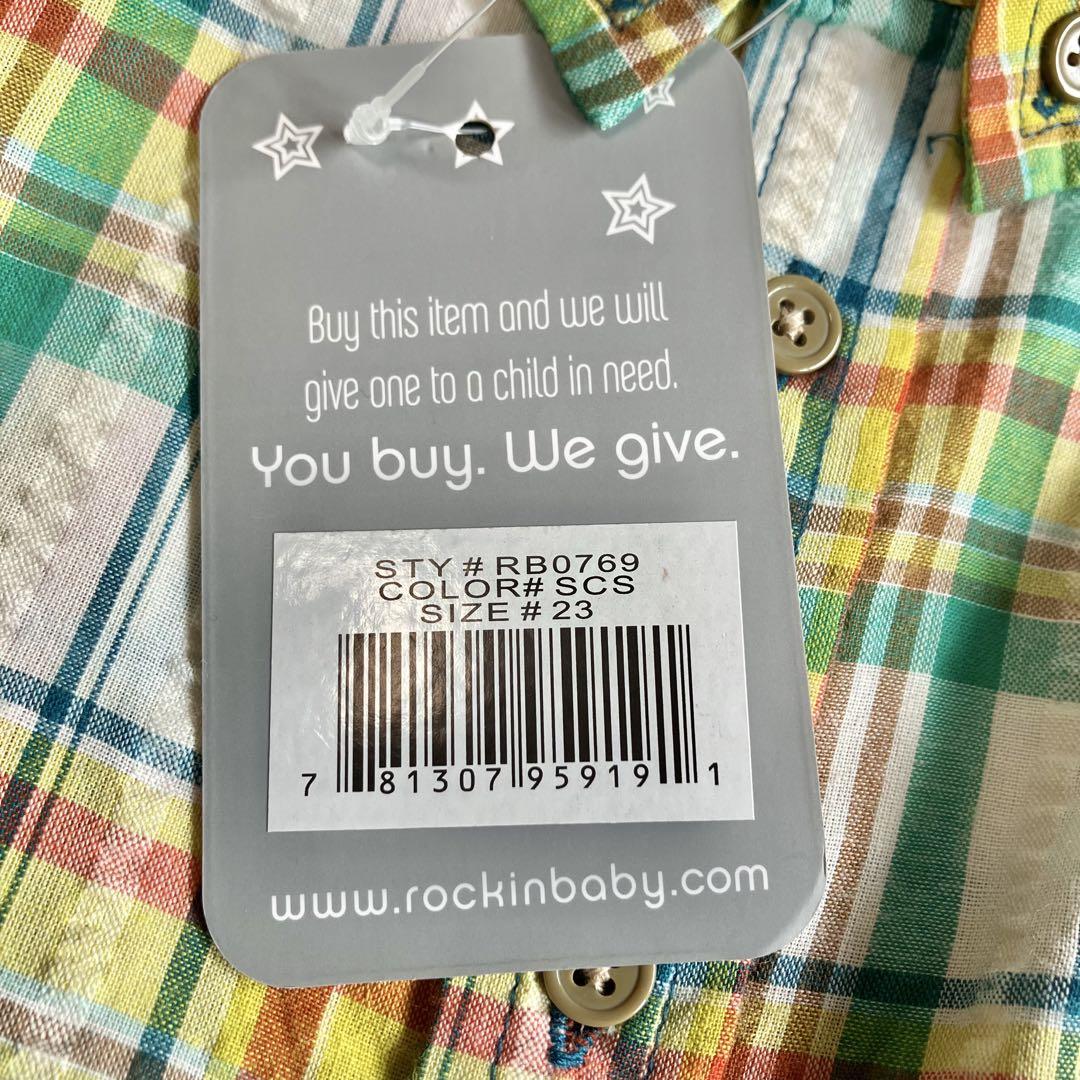 Buy this item and we will
give one to a child in need.
You buy. We give.
STY # RB0769
COLOR# SCS
SIZE # 23
7 81307 95919 1
www.rockinbaby.com